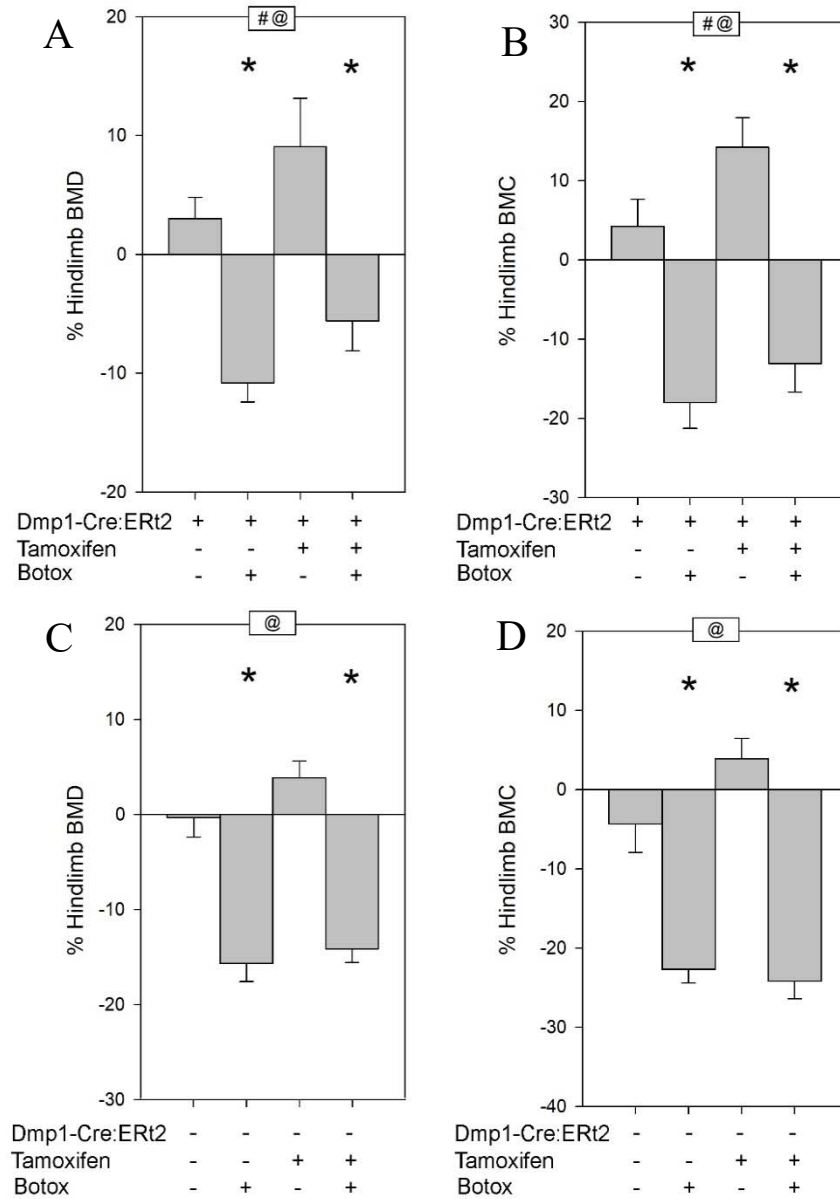 A
20
#@
*
*
10
0
-10
-20
% Hindlimb BMD
Dmp1-Cre:ERt2 + + + +
Tamoxifen - - + +
Botox - + - +
B
30
#@
*
*
20
10
0
-10
-20
-30
% Hindlimb BMC
Dmp1-Cre:ERt2 + + + +
Tamoxifen - - + +
Botox - + - +
C
20
@
*
*
10
0
-10
-20
-30
% Hindlimb BMD
Dmp1-Cre:ERt2 - - - -
Tamoxifen - - + +
Botox - + - +
D
20
@
*
*
10
0
-10
-20
-30
-40
% Hindlimb BMC
Dmp1-Cre:ERt2 - - - -
Tamoxifen - - + +
Botox - + - +